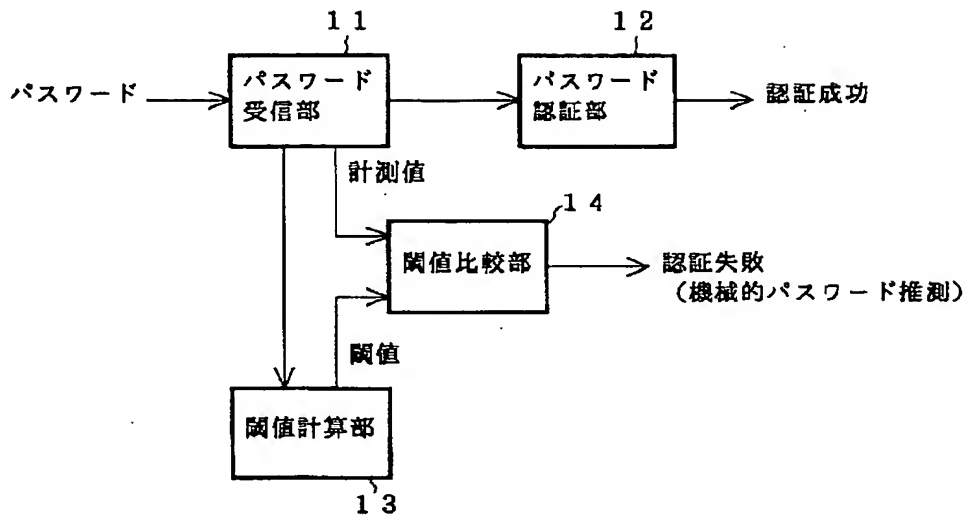 １１
１２
パスワード
パスワード
受信部
パスワード
認証部
認証成功
計測値
１４
閾値比較部
認証失敗
（機械的パスワード推測）
閾値
閾値計算部
１３